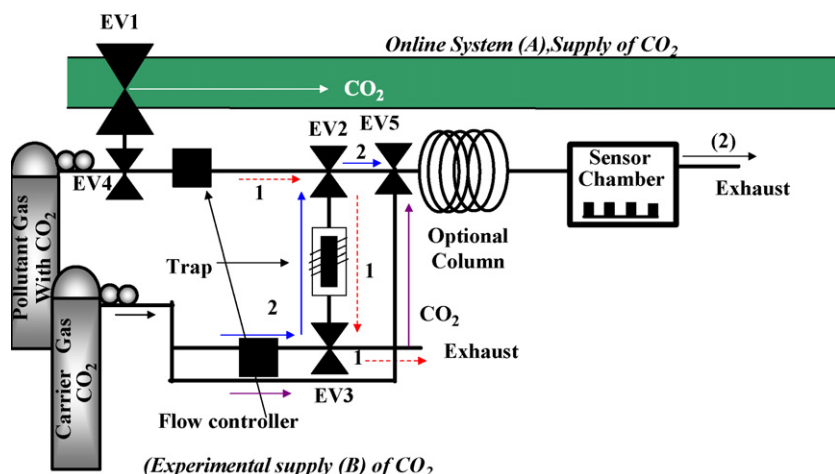 EV1
Online System (A),Supply of CO₂
CO₂
EV2
EV5
2
(2)
Sensor
Chamber
EV4
1
Exhaust
Optional
Column
Pollutant Gas
With CO₂
Trap
1
2
CO₂
Carrier Gas
CO₂
1
Exhaust
EV3
Flow controller
(Experimental supply (B) of CO₂